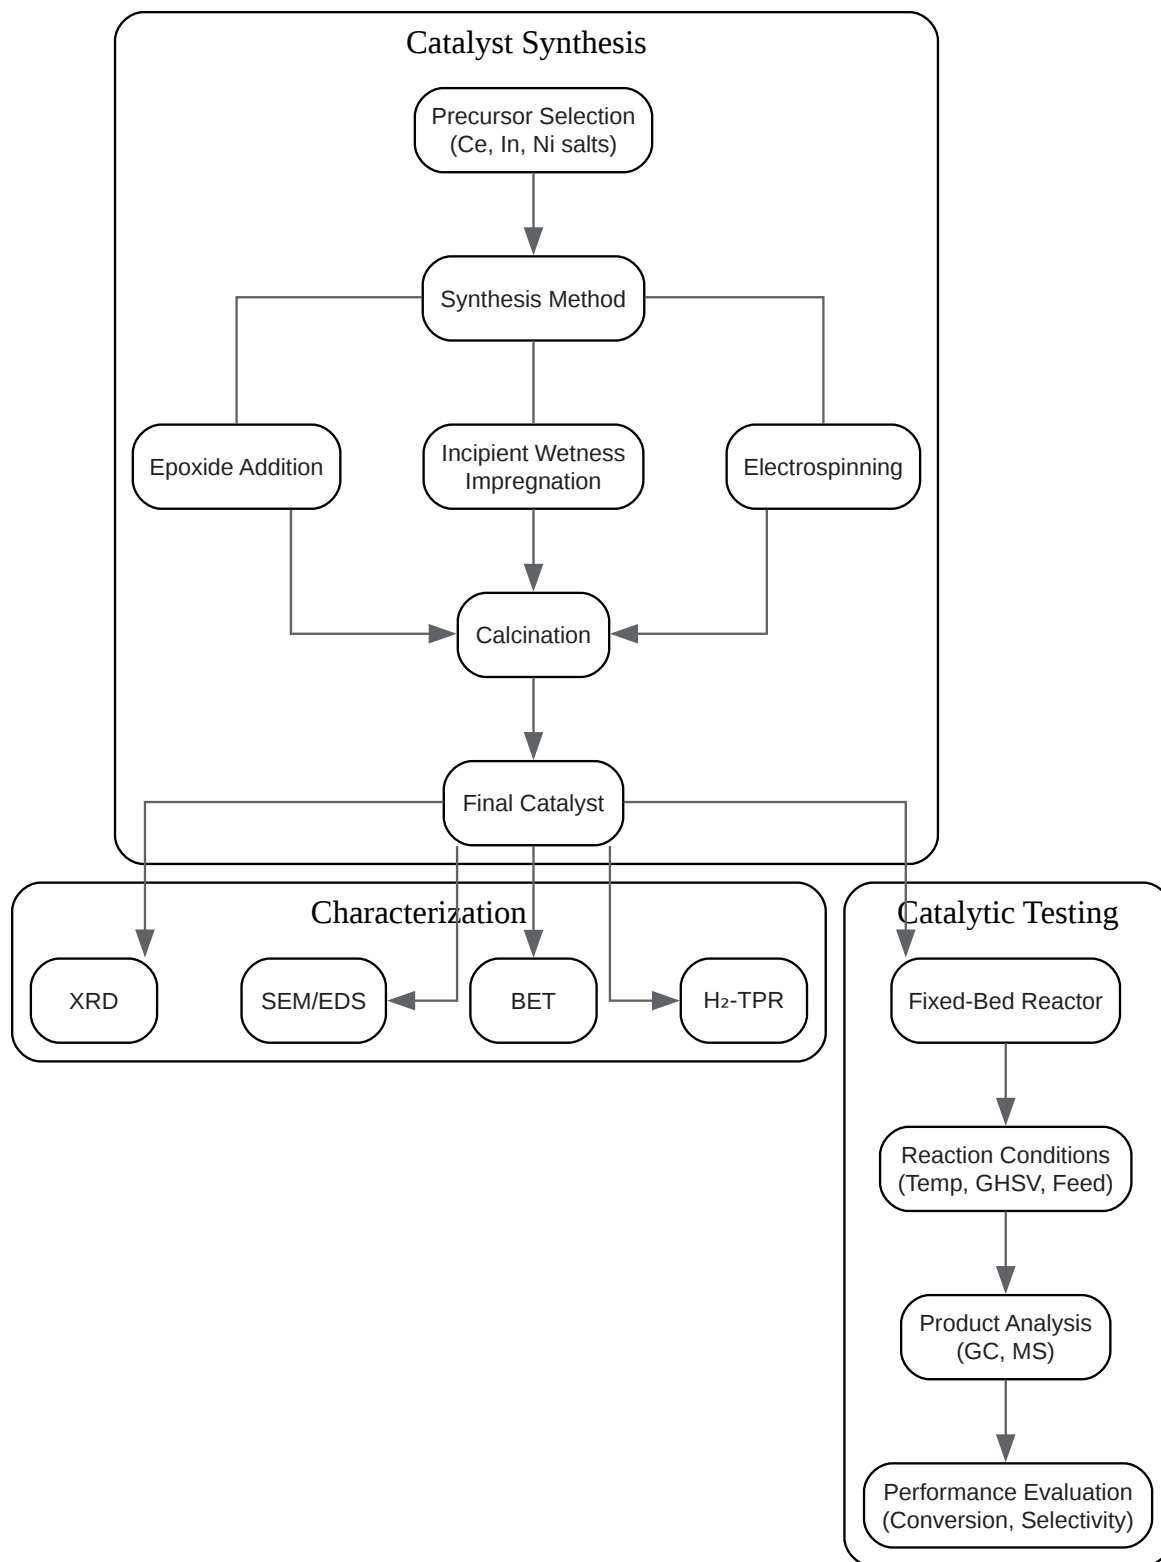 Catalyst Synthesis
Precursor Selection
(Ce, In, Ni salts)
Synthesis Method
Epoxide Addition
Incipient Wetness
Impregnation
Electrospinning
Calcination
Final Catalyst
Characterization
XRD
SEM/EDS
BET
H₂-TPR
Catalytic Testing
Fixed-Bed Reactor
Reaction Conditions
(Temp, GHSV, Feed)
Product Analysis
(GC, MS)
Performance Evaluation
(Conversion, Selectivity)